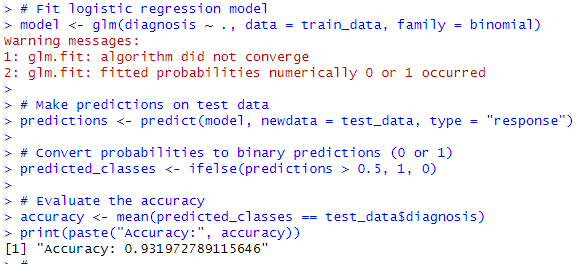 > # Fit logistic regression model
> model <- glm(diagnosis ~ ., data = train_data, family = binomial)
Warning messages:
1: glm.fit: algorithm did not converge
2: glm.fit: fitted probabilities numerically 0 or 1 occurred
>
> # Make predictions on test data
> predictions <- predict(model, newdata = test_data, type = "response")
>
> # Convert probabilities to binary predictions (0 or 1)
> predicted_classes <- ifelse(predictions > 0.5, 1, 0)
>
> # Evaluate the accuracy
> accuracy <- mean(predicted_classes == test_data$diagnosis)
> print(paste("Accuracy:", accuracy))
[1] "Accuracy: 0.931972789115646"
> #